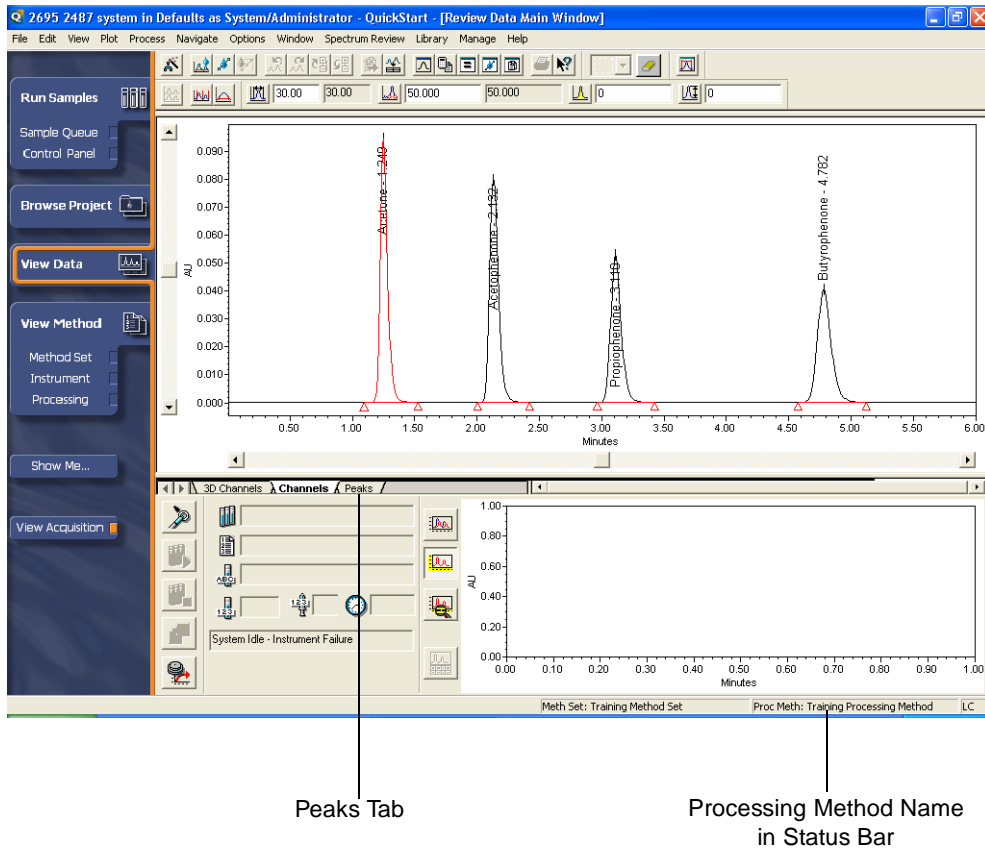 2695 2487 system in Defaults as System/Administrator - QuickStart - [Review Data Main Window]
File Edit View Plot Process Navigate Options Window Spectrum Review Library Manage Help
Run Samples
Sample Queue
Control Panel
Browse Project
View Data
View Method
Method Set
Instrument
Processing
Show Me...
View Acquisition
30.00 30.00 50.000 50.000 0 0
AU
0.090
0.080
0.070
0.060
0.050
0.040
0.030
0.020
0.010
0.000
Acetone - 1.249
Acetophenone - 2.132
Propiophenone - 3.110
Butyrophenone - 4.782
0.50 1.00 1.50 2.00 2.50 3.00 3.50 4.00 4.50 5.00 5.50 6.00
Minutes
3D Channels Channels Peaks
ABC
123 123
System Idle - Instrument Failure
AU
1.00
0.80
0.60
0.40
0.20
0.00
0.00 0.10 0.20 0.30 0.40 0.50 0.60 0.70 0.80 0.90 1.00
Minutes
Meth Set: Training Method Set Proc Meth: Training Processing Method LC
Peaks Tab
Processing Method Name
in Status Bar